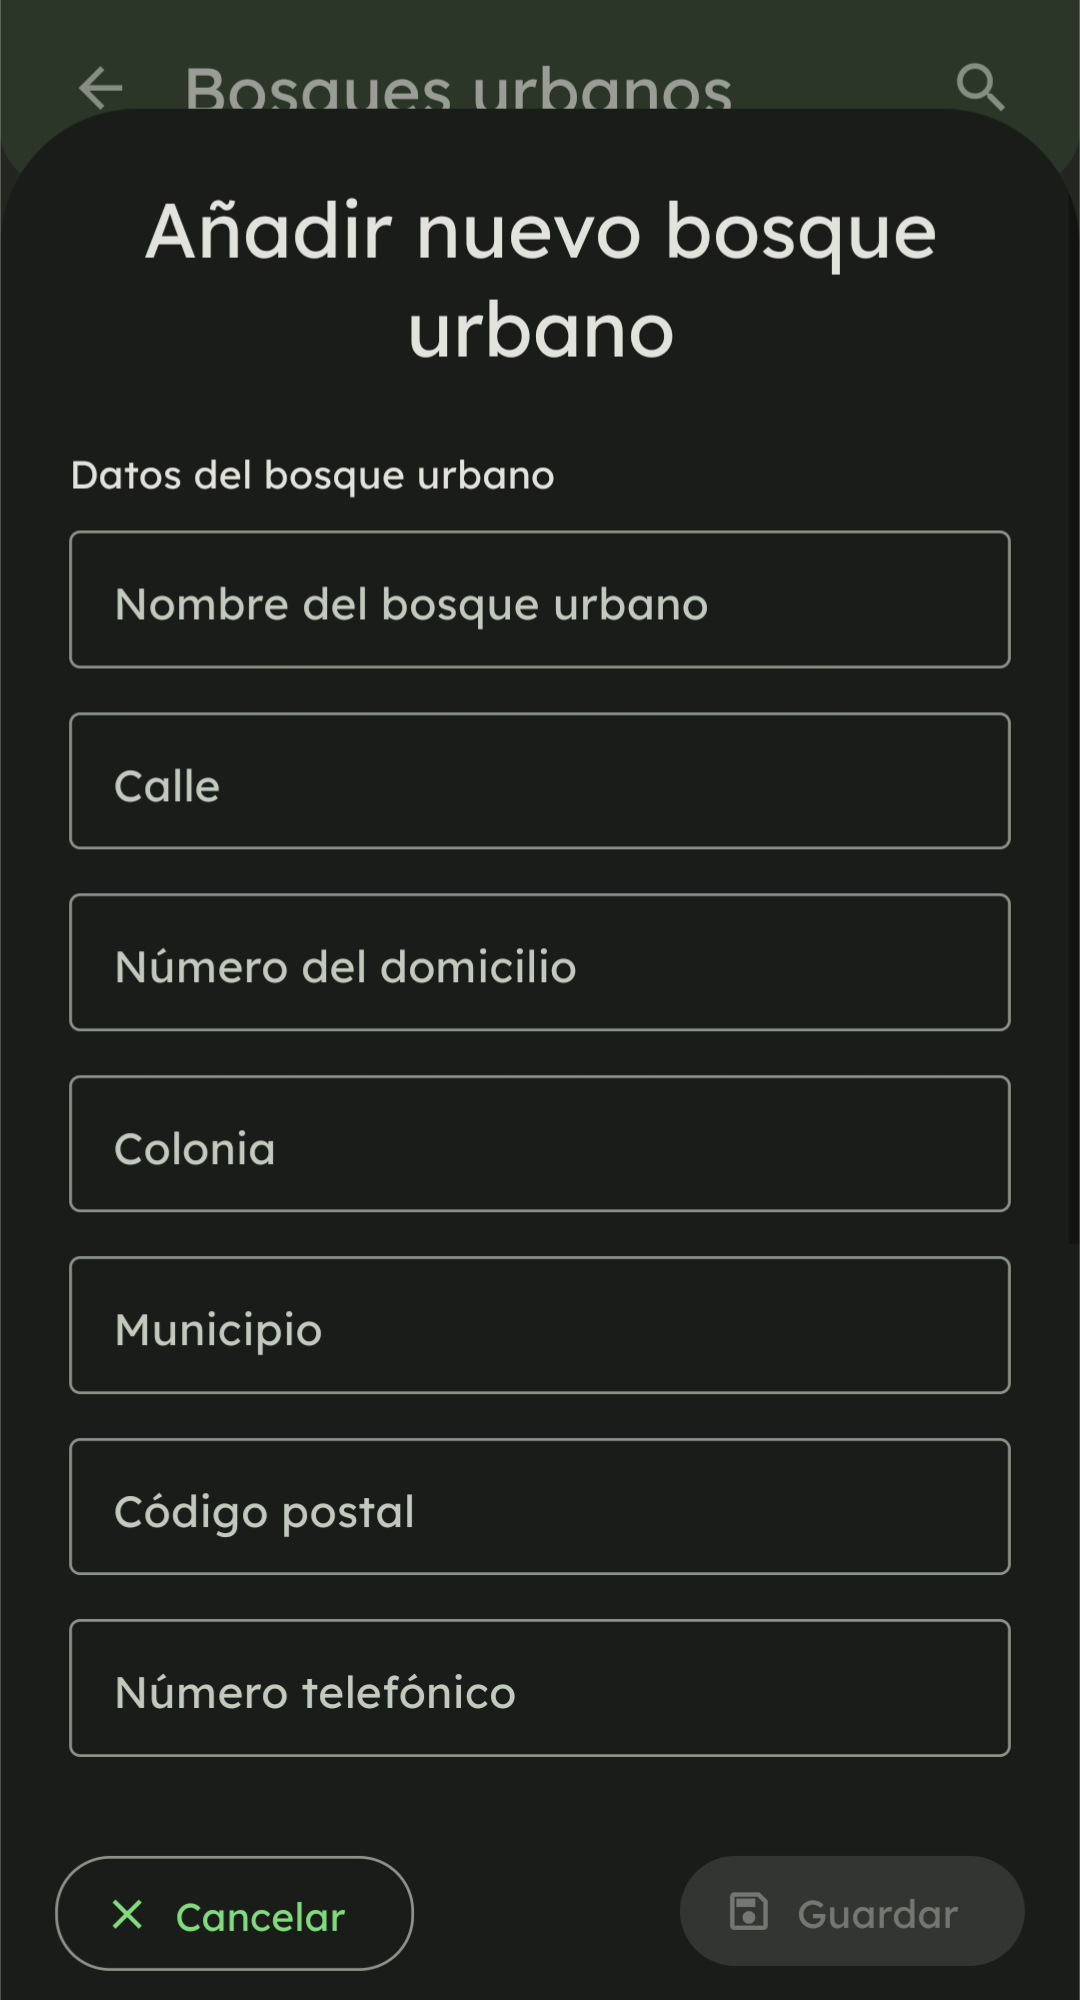 Bosques urbanos
Añadir nuevo bosque
urbano
Datos del bosque urbano
Nombre del bosque urbano
Calle
Número del domicilio
Colonia
Municipio
Código postal
Número telefónico
Cancelar
Guardar